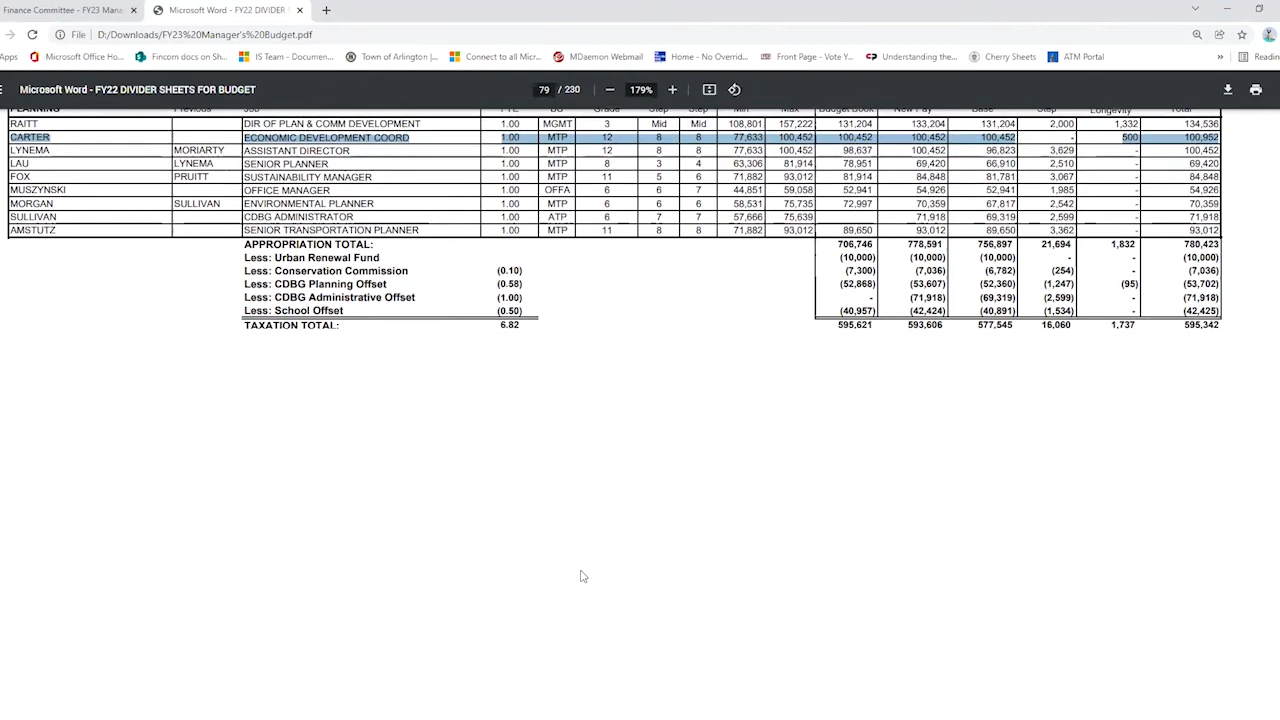 Finance Committee - FY23 Mana Microsoft Word - FY22 DIVIDER
File D:/Downloads/FY23%20Manager's%20Budget.pdf
Apps Microsoft Office Ho... Fincom docs on S: IS Team - Documen... Town of Arlington |... Connect to all Micr... MDaemon Webmail Home - No Overrid... Front Page - Vote Y... Understanding the... Cherry Sheets ATM Portal » Readin
Microsoft Word - FY22 DIVIDER SHEETS FOR BUDGET 79 / 230 179%
PLANNING Previous Job FTE BU Grade Step Step Min Max Budget Book New Pay Base Step Longevity Total
RAITT DIR OF PLAN & COMM DEVELOPMENT 1.00 MGMT 3 Mid Mid 108,801 157,222 131,204 133,204 131,204 2,000 1,332 134,536
CARTER ECONOMIC DEVELOPMENT COORD 1.00 MTP 12 8 8 77,633 100,452 100,452 100,452 100,452 - 500 100,952
LYNEMA MORIARTY ASSISTANT DIRECTOR 1.00 MTP 12 8 8 77,633 100,452 98,637 100,452 96,823 3,629 - 100,452
LAU LYNEMA SENIOR PLANNER 1.00 MTP 8 3 4 63,306 81,914 78,951 69,420 66,910 2,510 - 69,420
FOX PRUITT SUSTAINABILITY MANAGER 1.00 MTP 11 5 6 71,882 93,012 81,914 84,848 81,781 3,067 - 84,848
MUSZYNSKI OFFICE MANAGER 1.00 OFFA 6 6 7 44,851 59,058 52,941 54,926 52,941 1,985 - 54,926
MORGAN SULLIVAN ENVIRONMENTAL PLANNER 1.00 MTP 6 6 6 58,531 75,735 72,997 70,359 67,817 2,542 - 70,359
SULLIVAN CDBG ADMINISTRATOR 1.00 ATP 6 7 7 57,666 75,639 71,918 69,319 2,599 - 71,918
AMSTUTZ SENIOR TRANSPORTATION PLANNER 1.00 MTP 11 8 8 71,882 93,012 89,650 93,012 89,650 3,362 - 93,012
APPROPRIATION TOTAL: 706,746 778,591 756,897 21,694 1,832 780,423
Less: Urban Renewal Fund (10,000) (10,000) (10,000) - - (10,000)
Less: Conservation Commission (0.10) (7,300) (7,036) (6,782) (254) - (7,036)
Less: CDBG Planning Offset (0.58) (52,868) (53,607) (52,360) (1,247) (95) (53,702)
Less: CDBG Administrative Offset (1.00) - (71,918) (69,319) (2,599) - (71,918)
Less: School Offset (0.50) (40,957) (42,424) (40,891) (1,534) - (42,425)
TAXATION TOTAL: 6.82 595,621 593,606 577,545 16,060 1,737 595,342